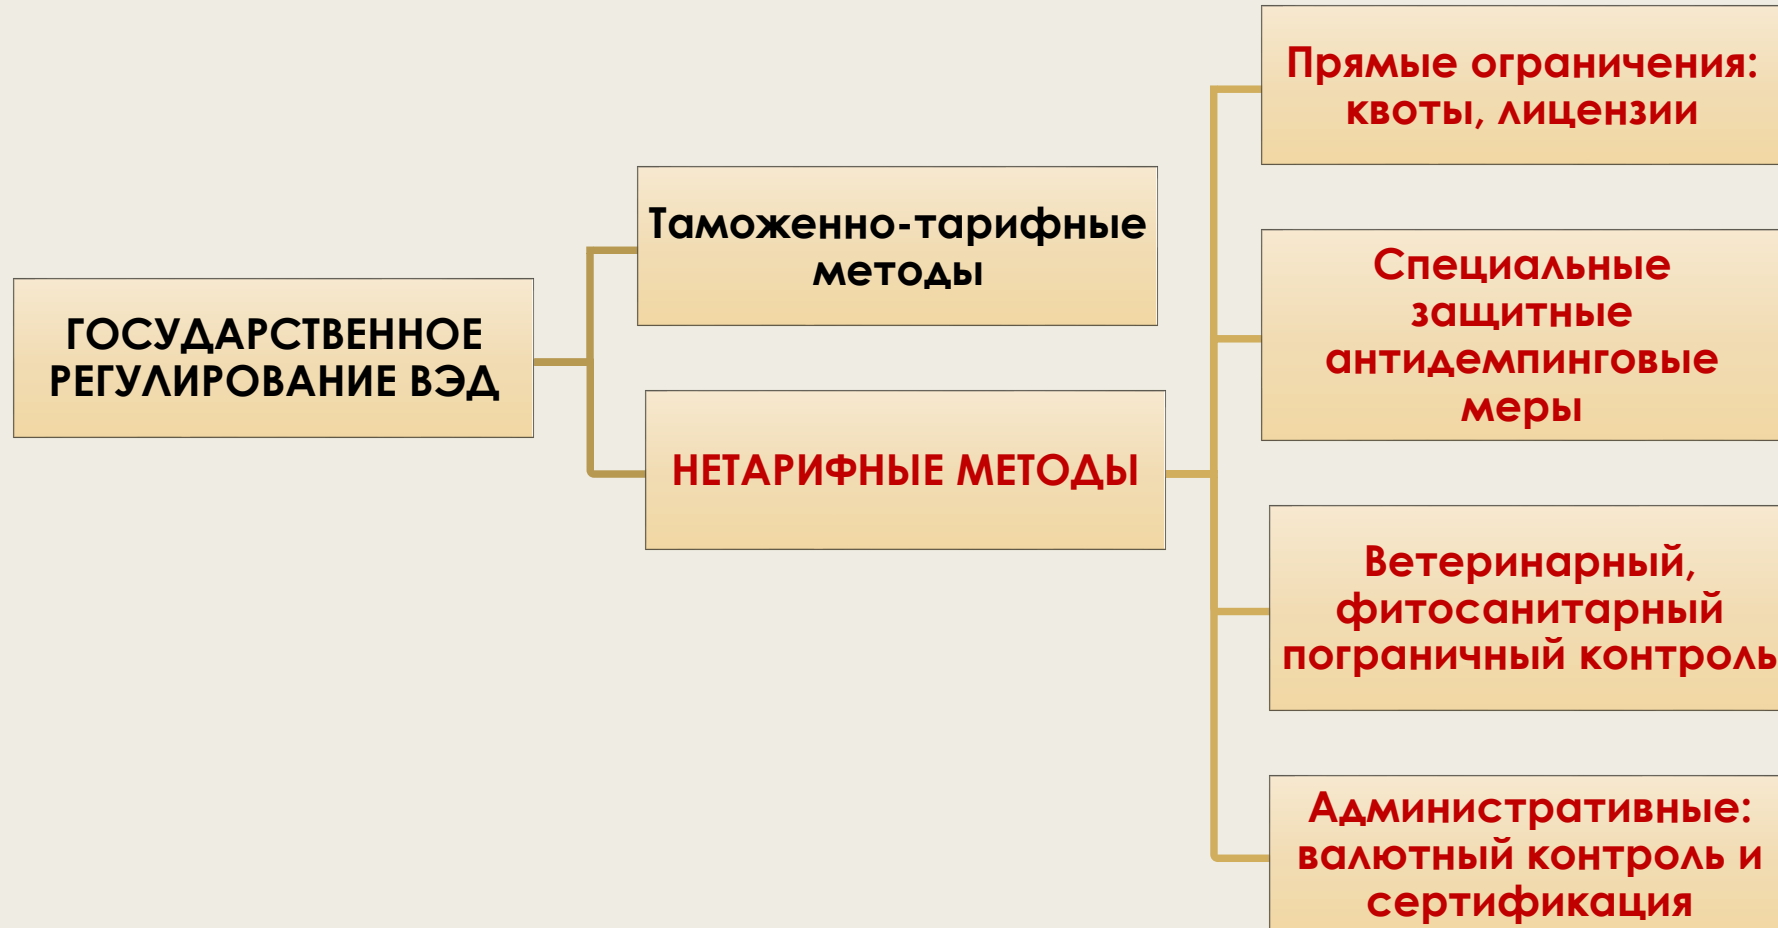 ГОСУДАРСТВЕННОЕ
РЕГУЛИРОВАНИЕ ВЭД
Таможенно-тарифные
методы
НЕТАРИФНЫЕ МЕТОДЫ
Прямые ограничения:
квоты, лицензии
Специальные
защитные
антидемпинговые
меры
Ветеринарный,
фитосанитарный
пограничный контроль
Административные:
валютный контроль и
сертификация